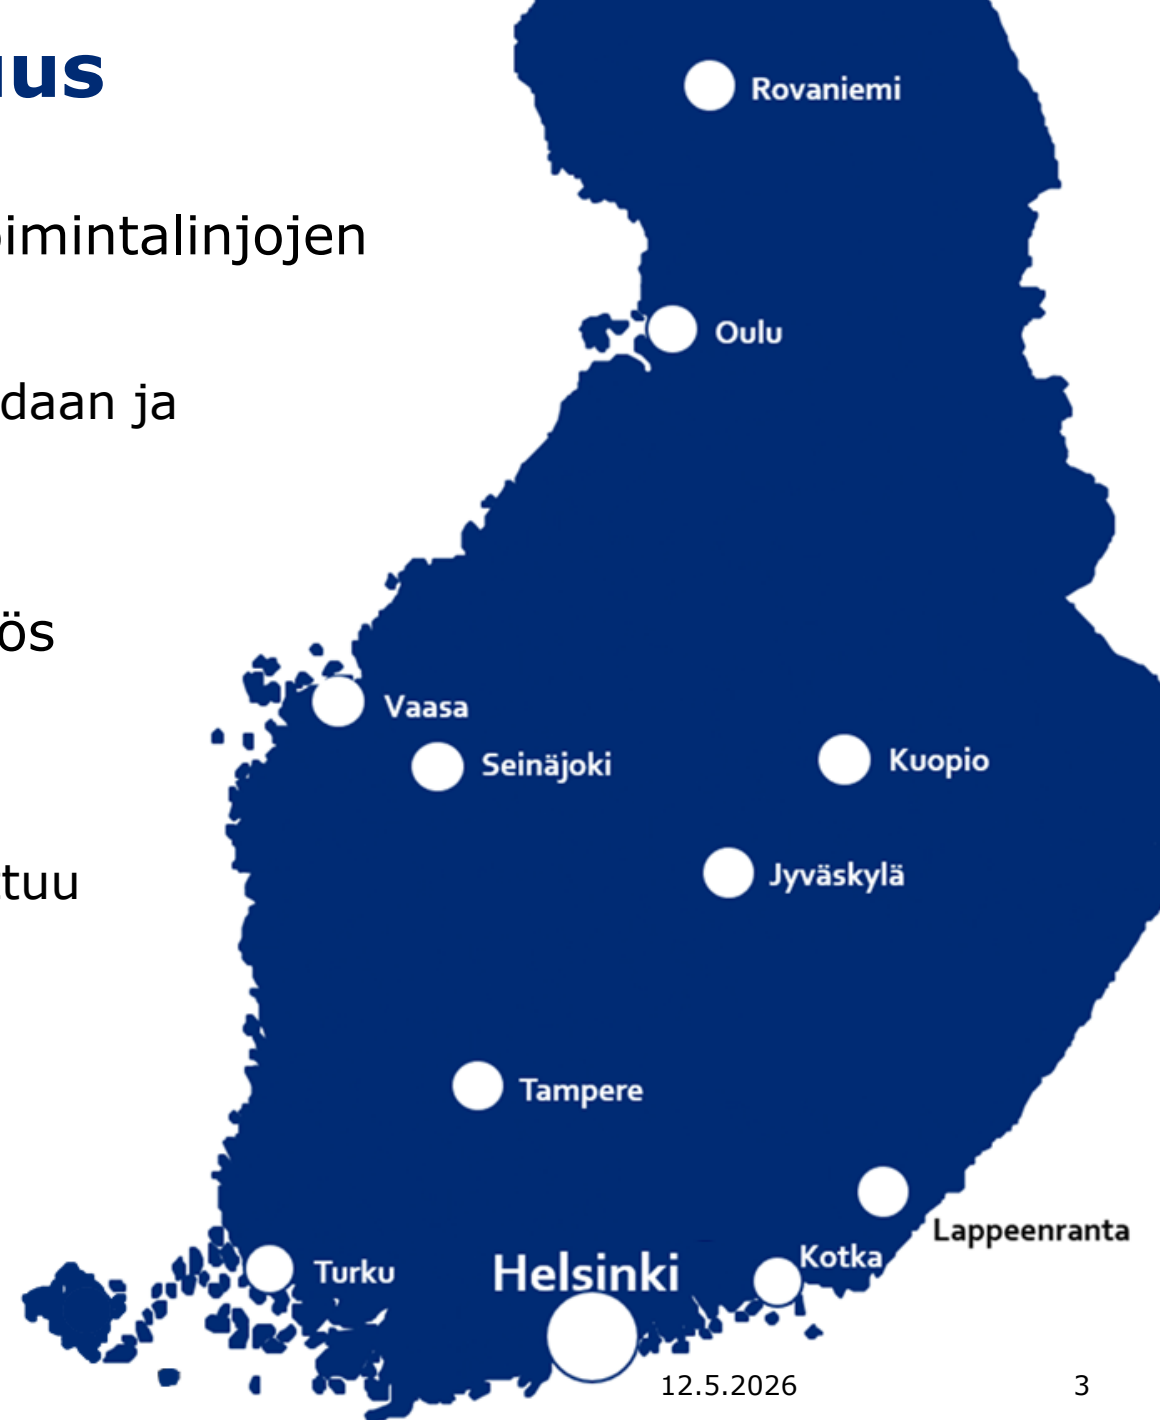 uus
Rovaniemi
oimintalinjojen
Oulu
daan ja
ös
Vaasa
Seinäjoki
Kuopio
Jyväskylä
tuu
Tampere
Lappeenranta
Kotka
Helsinki
Turku
12.5.2026
3